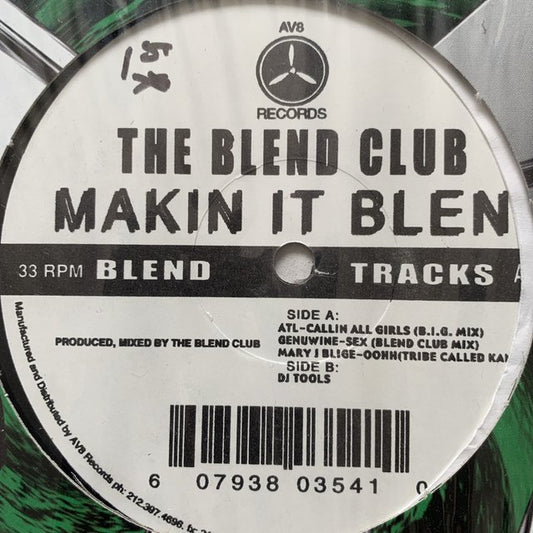 AV8
RECORDS
THE BLEND CLUB
MAKIN IT BLEN
33 RPM BLEND TRACKS A
SIDE A:
ATL-CALLIN ALL GIRLS (B.I.G. MIX)
GENUWINE-SEX (BLEND CLUB MIX)
PRODUCED, MIXED BY THE BLEND CLUB
MARY J BLIGE-OOHH(TRIBE CALLED KA
SIDE B:
DJ TOOLS
6 07938 03541 0
Manufactured and Distributed by AV8 Records ph: 212.397.4696. fx: